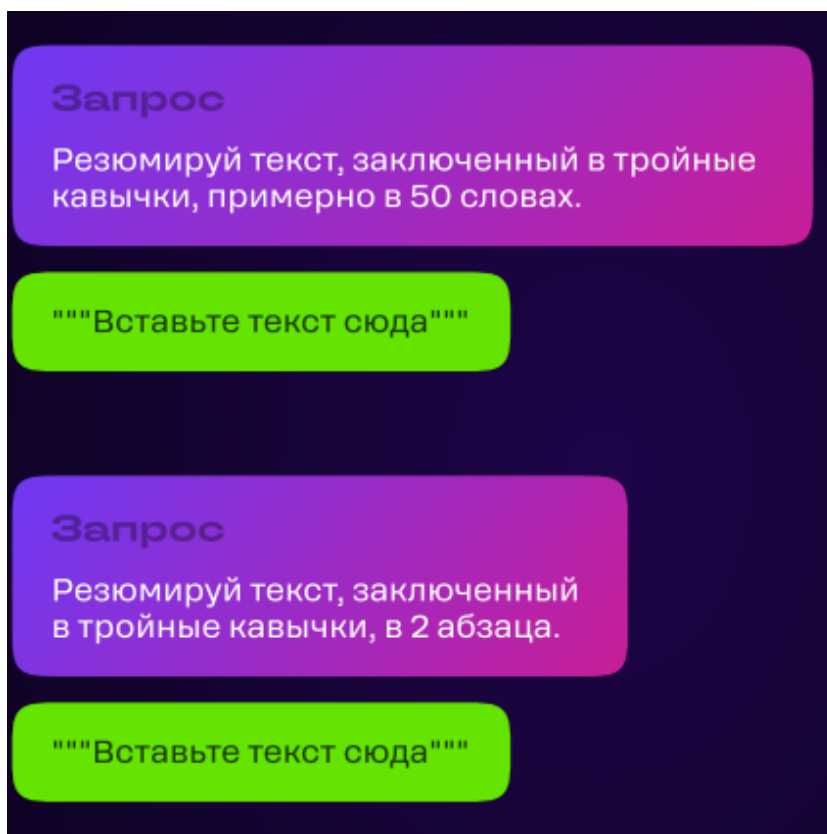 Запрос
Резюмируй текст, заключенный в тройные
кавычки, примерно в 50 словах.
"""Вставьте текст сюда"""
Запрос
Резюмируй текст, заключенный
в тройные кавычки, в 2 абзаца.
"""Вставьте текст сюда"""